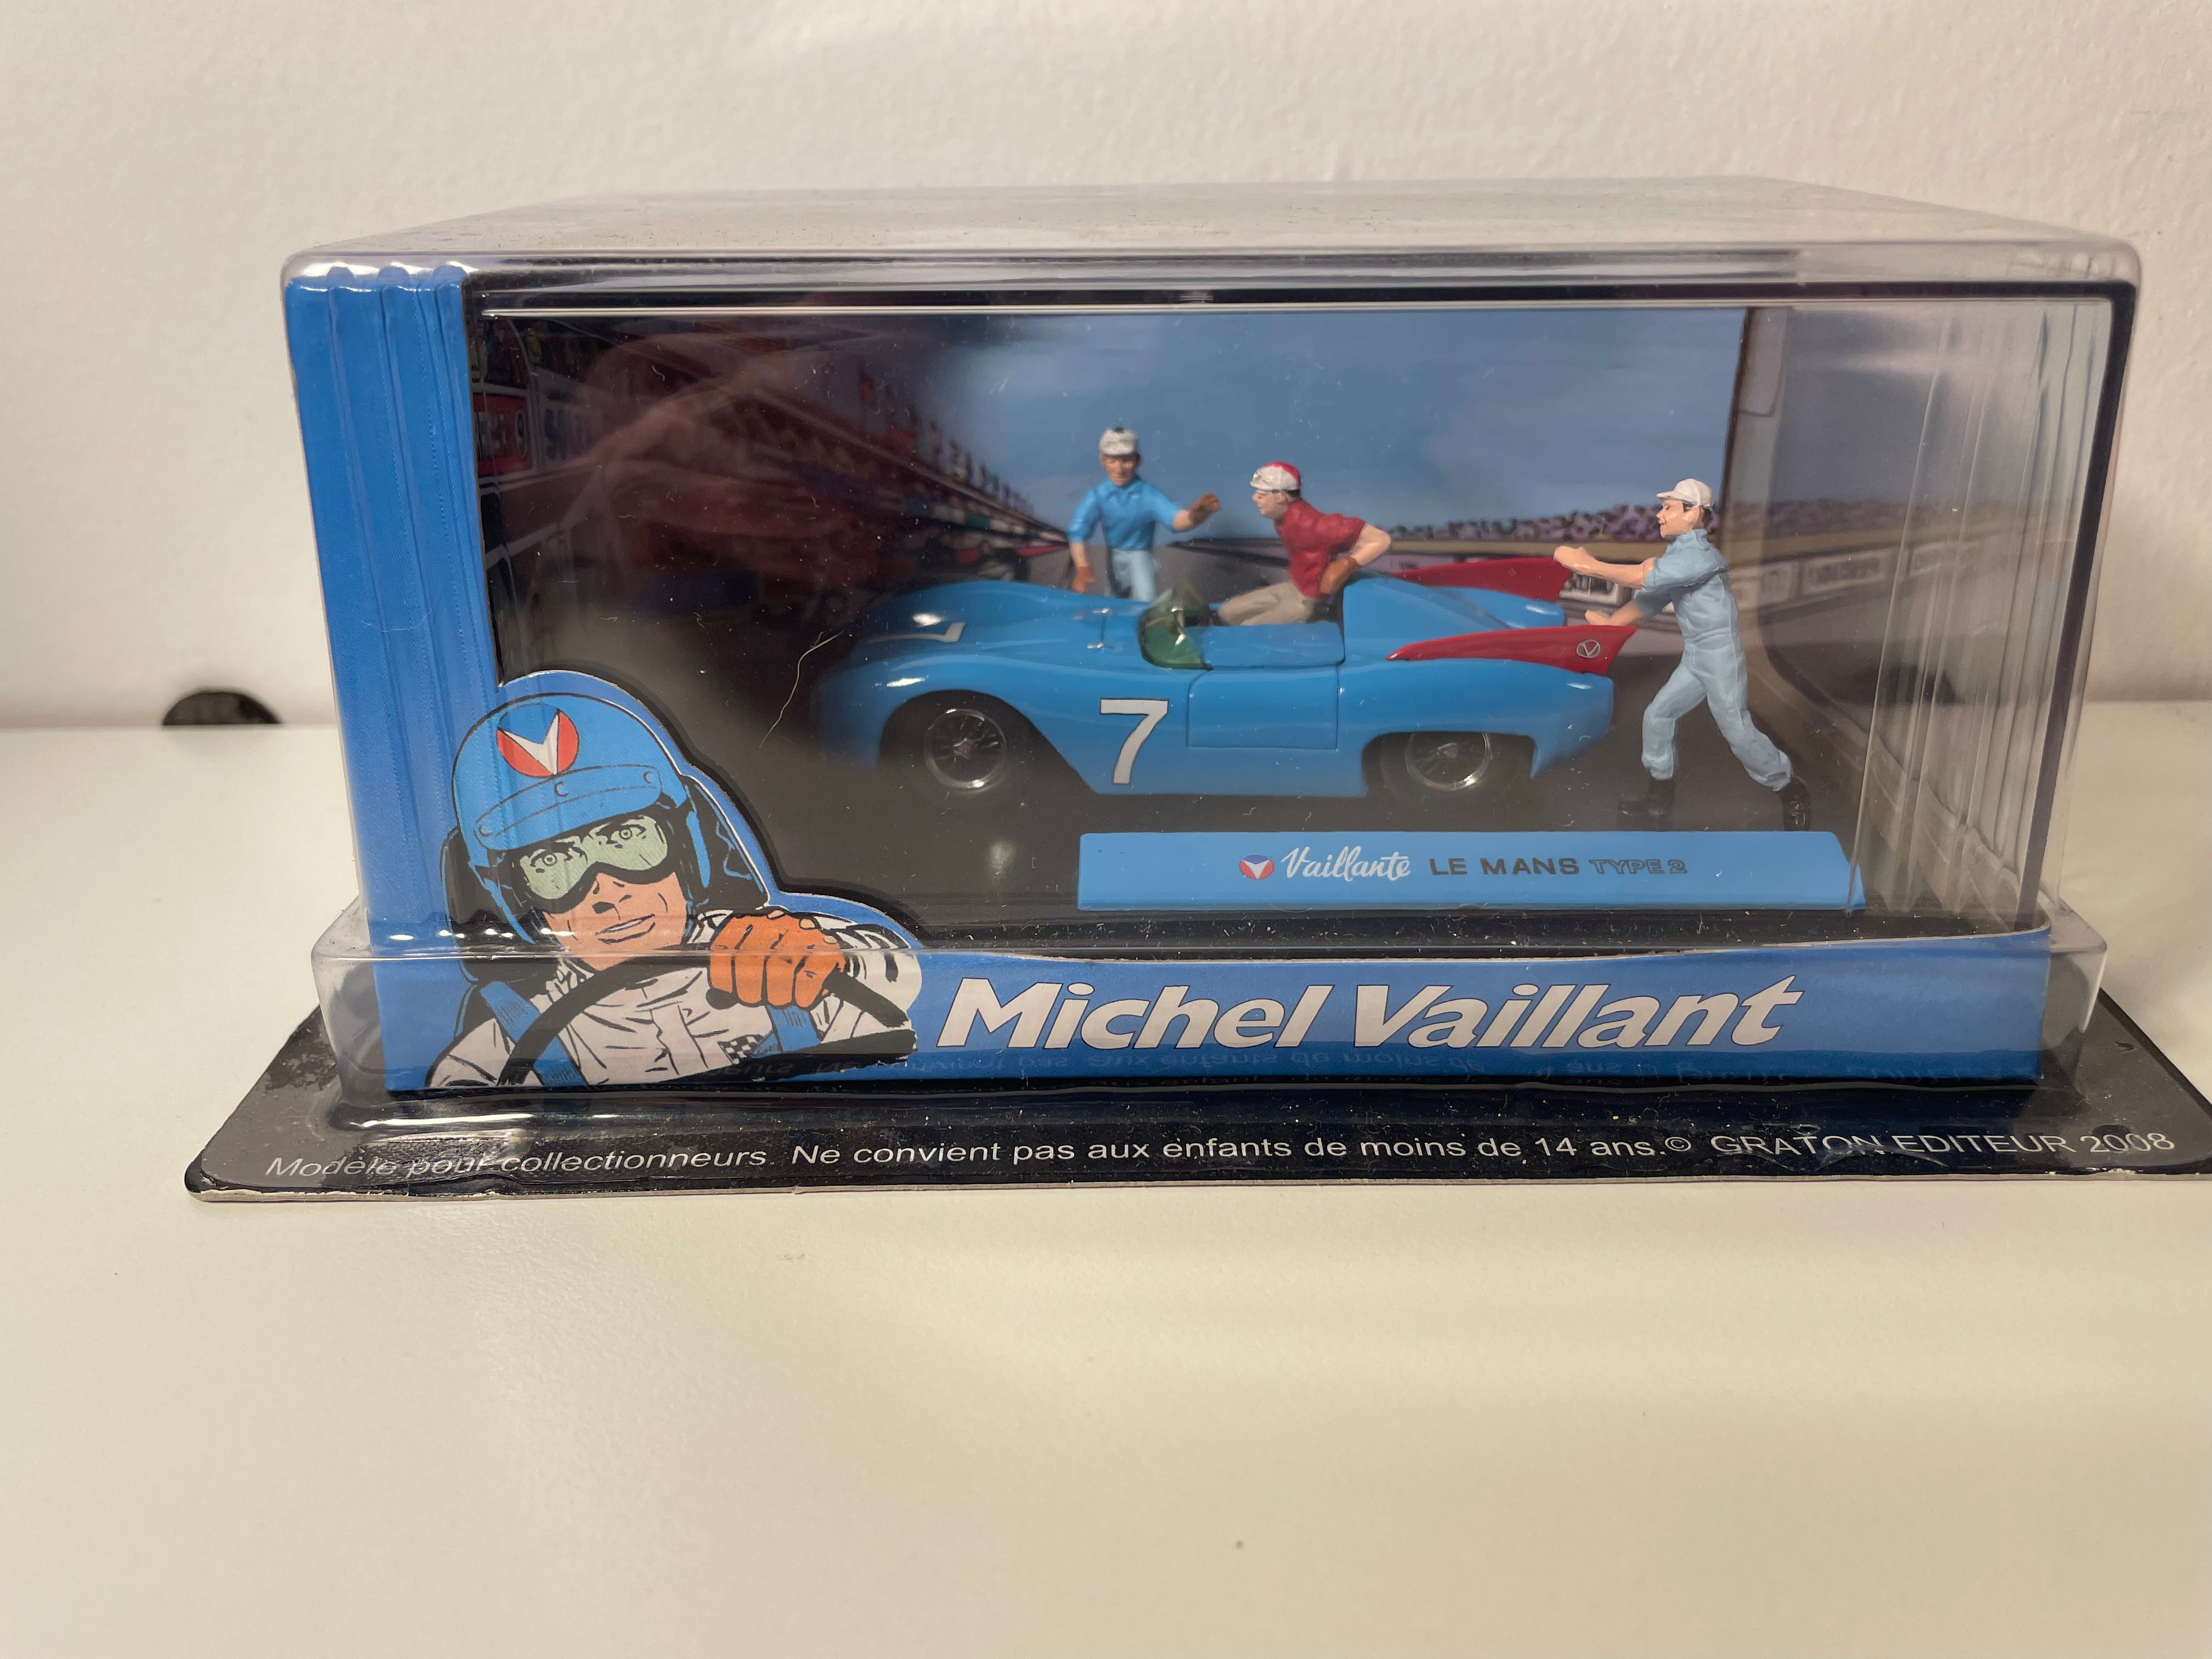 7
Vaillante LE MANS TYPE 2
Michel Vaillant
Modèle pour collectionneurs. Ne convient pas aux enfants de moins de 14 ans.© GRATON EDITEUR 2008